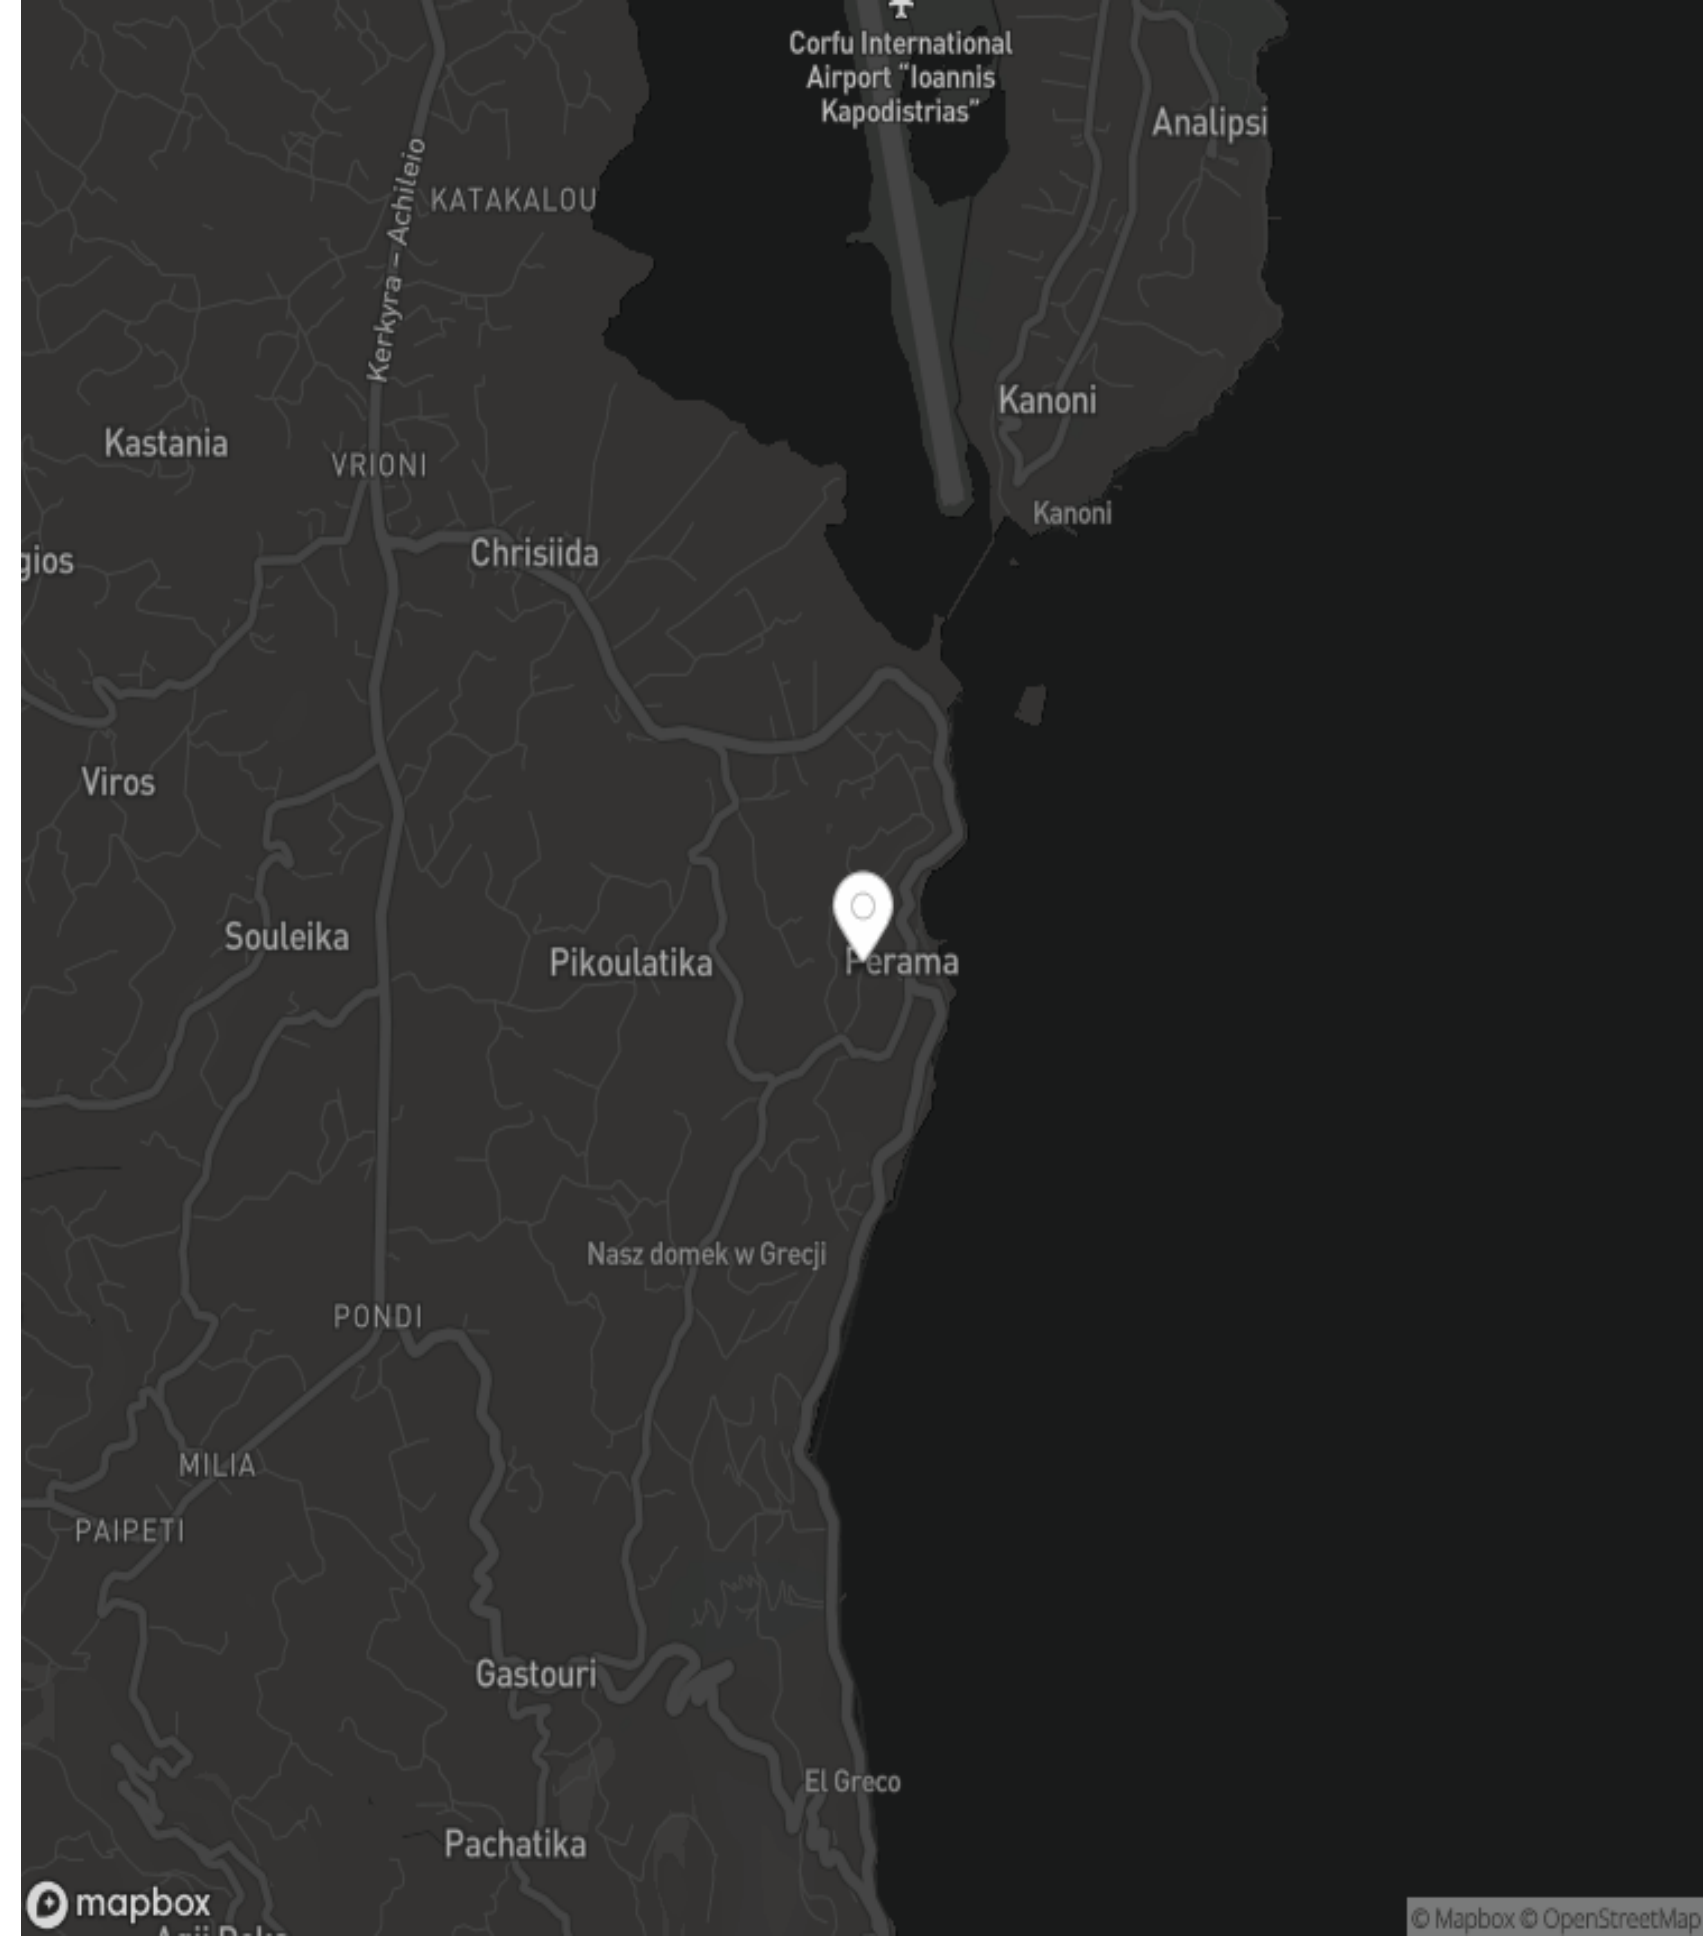 Corfu International
Airport “Ioannis
Kapodistrias”
Analipsi
KATAKALOU
Kerkyra – Achileio
Kanoni
Kastania
VRIONI
Kanoni
Chrisiida
gios
Viros
Souleika
Pikoulatika
Perama
Nasz domek w Grecji
PONDI
MILIA
PAIPETI
Gastouri
El Greco
Pachatika
mapbox
© Mapbox © OpenStreetMap